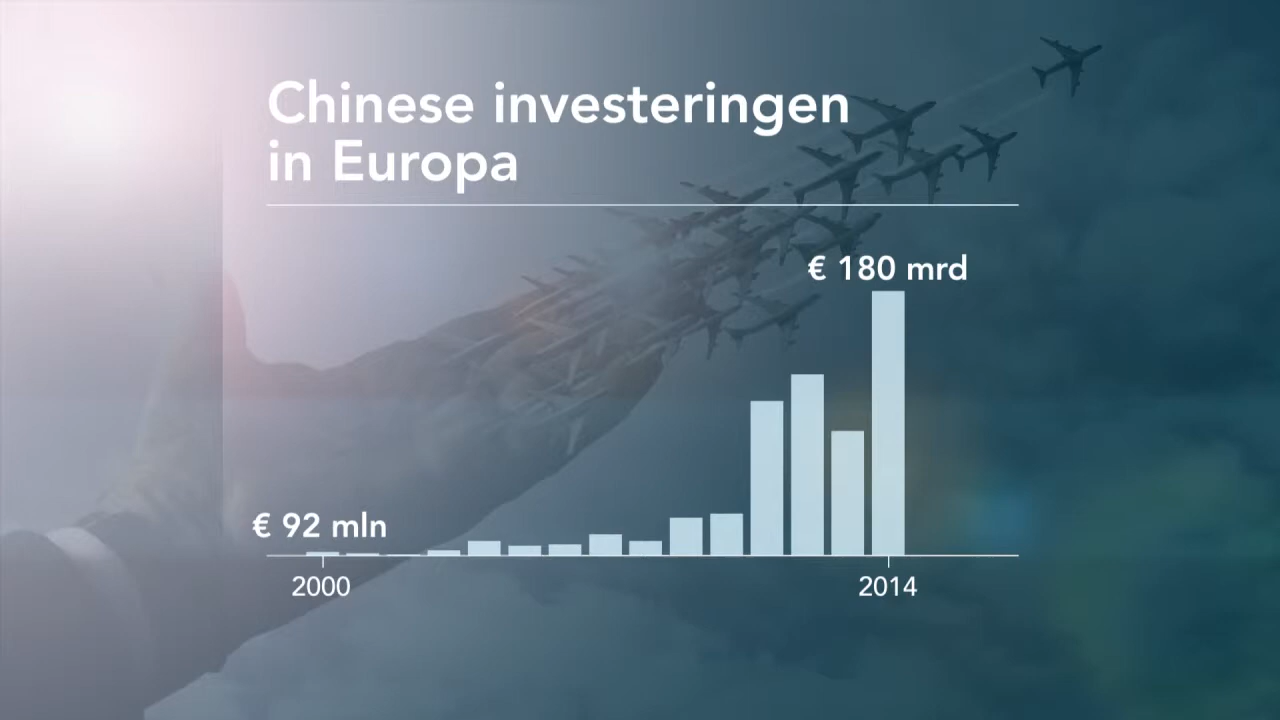 Chinese investeringen
in Europa
€ 180 mrd
€ 92 mln
2000
2014